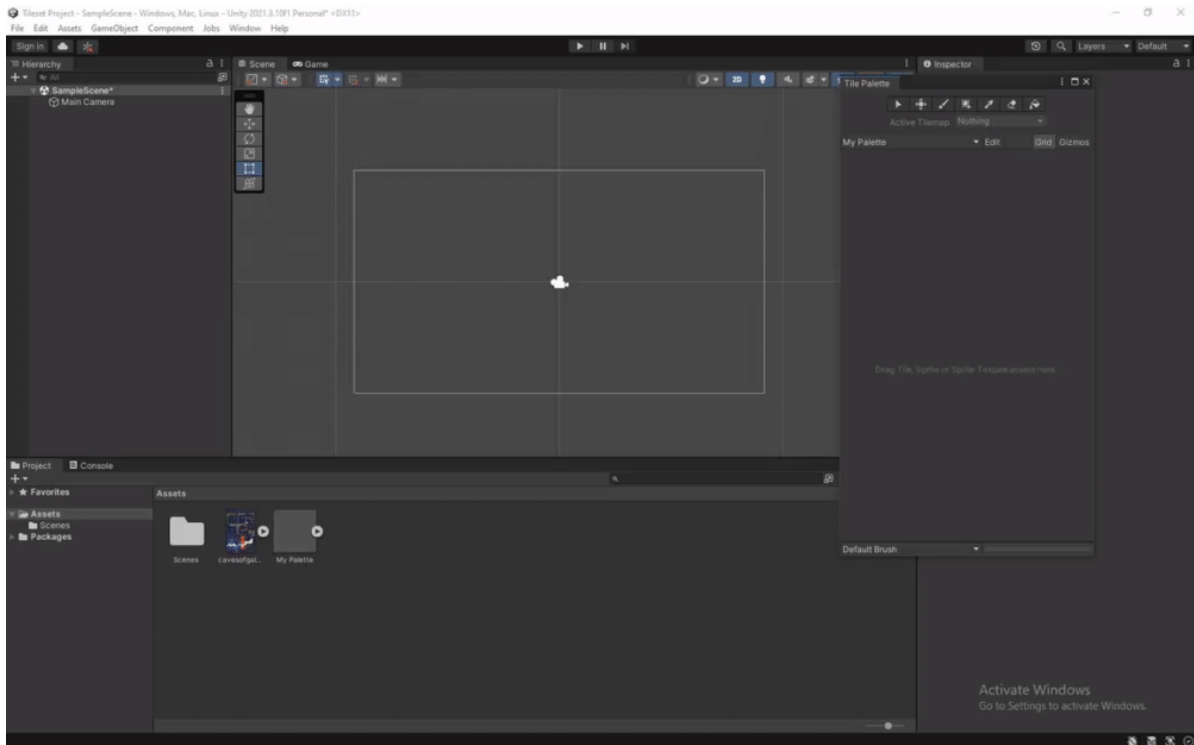 Tileset Project - SampleScene - Windows, Mac, Linux - Unity 2021.3.10f1 Personal* <DX11>
File Edit Assets GameObject Component Jobs Window Help
Sign in
Layers Default
Hierarchy
All
SampleScene*
Main Camera
Scene Game
2D
Inspector
Tile Palette
Active Tilemap Nothing
My Palette Edit Grid Gizmos
Drag Tile, Sprite or Sprite Texture assets here.
Default Brush
Project Console
Favorites
Assets
Scenes
Packages
Assets
Scenes cavesofgal... My Palette
Activate Windows
Go to Settings to activate Windows.